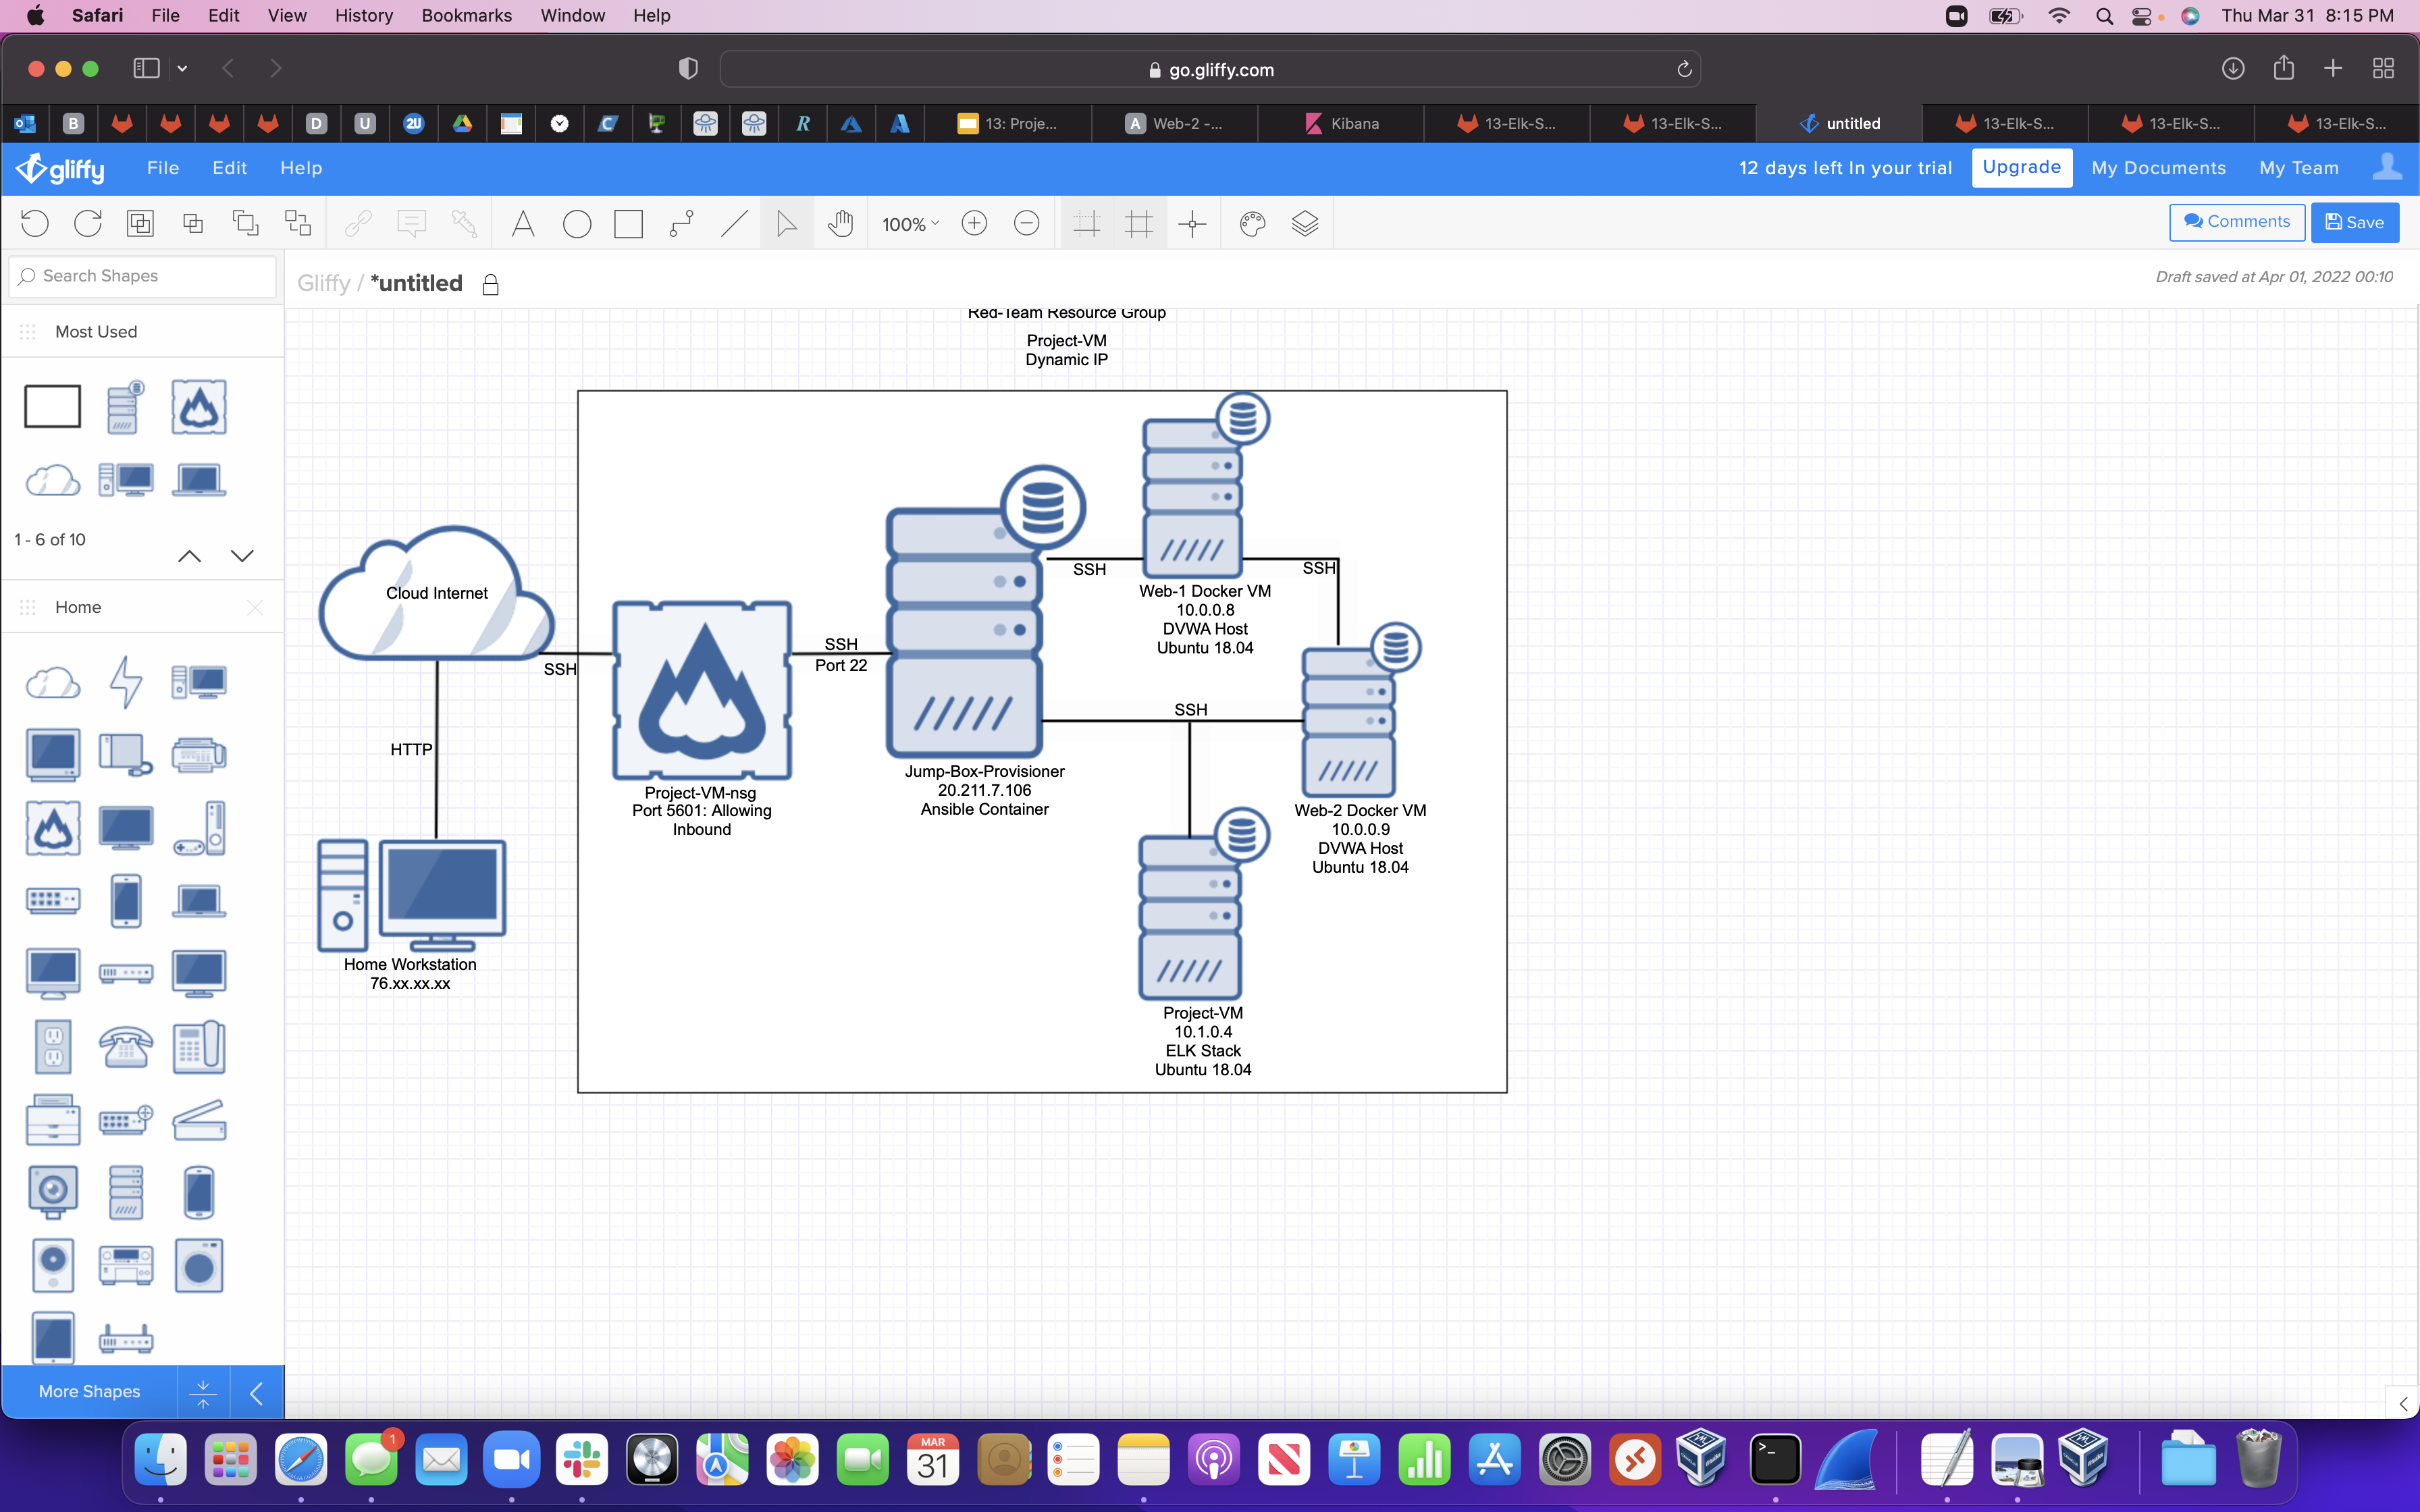 Safari File Edit View History Bookmarks Window Help
Thu Mar 31 8:15 PM
go.gliffy.com
B
D
U
2U
C
R
13: Proje...
A Web-2 -...
Kibana
13-Elk-S...
13-Elk-S...
untitled
13-Elk-S...
13-Elk-S...
13-Elk-S...
gliffy File Edit Help
12 days left In your trial Upgrade My Documents My Team
100%
Comments
Save
Search Shapes
Gliffy / *untitled
Draft saved at Apr 01, 2022 00:10
Most Used
1 - 6 of 10
Home
More Shapes
Red-Team Resource Group
Project-VM
Dynamic IP
Cloud Internet
SSH
HTTP
Home Workstation
76.xx.xx.xx
Project-VM-nsg
Port 5601: Allowing
Inbound
SSH
Port 22
Jump-Box-Provisioner
20.211.7.106
Ansible Container
SSH
Web-1 Docker VM
10.0.0.8
DVWA Host
Ubuntu 18.04
SSH
SSH
Web-2 Docker VM
10.0.0.9
DVWA Host
Ubuntu 18.04
Project-VM
10.1.0.4
ELK Stack
Ubuntu 18.04
1
MAR
31